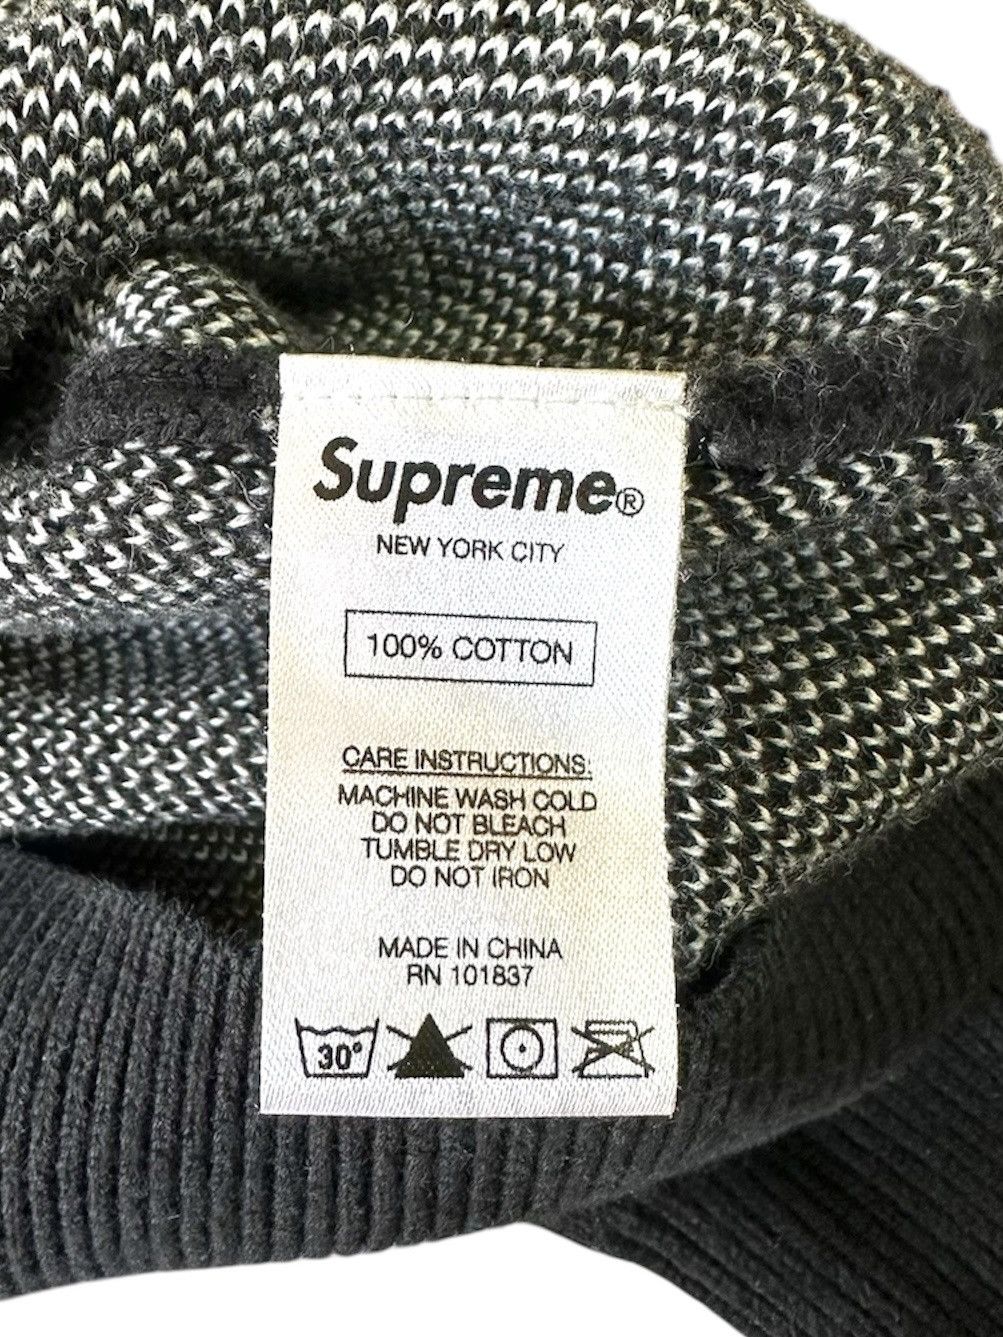 Supreme®
NEW YORK CITY
100% COTTON
CARE INSTRUCTIONS:
MACHINE WASH COLD
DO NOT BLEACH
TUMBLE DRY LOW
DO NOT IRON
MADE IN CHINA
RN 101837
30°